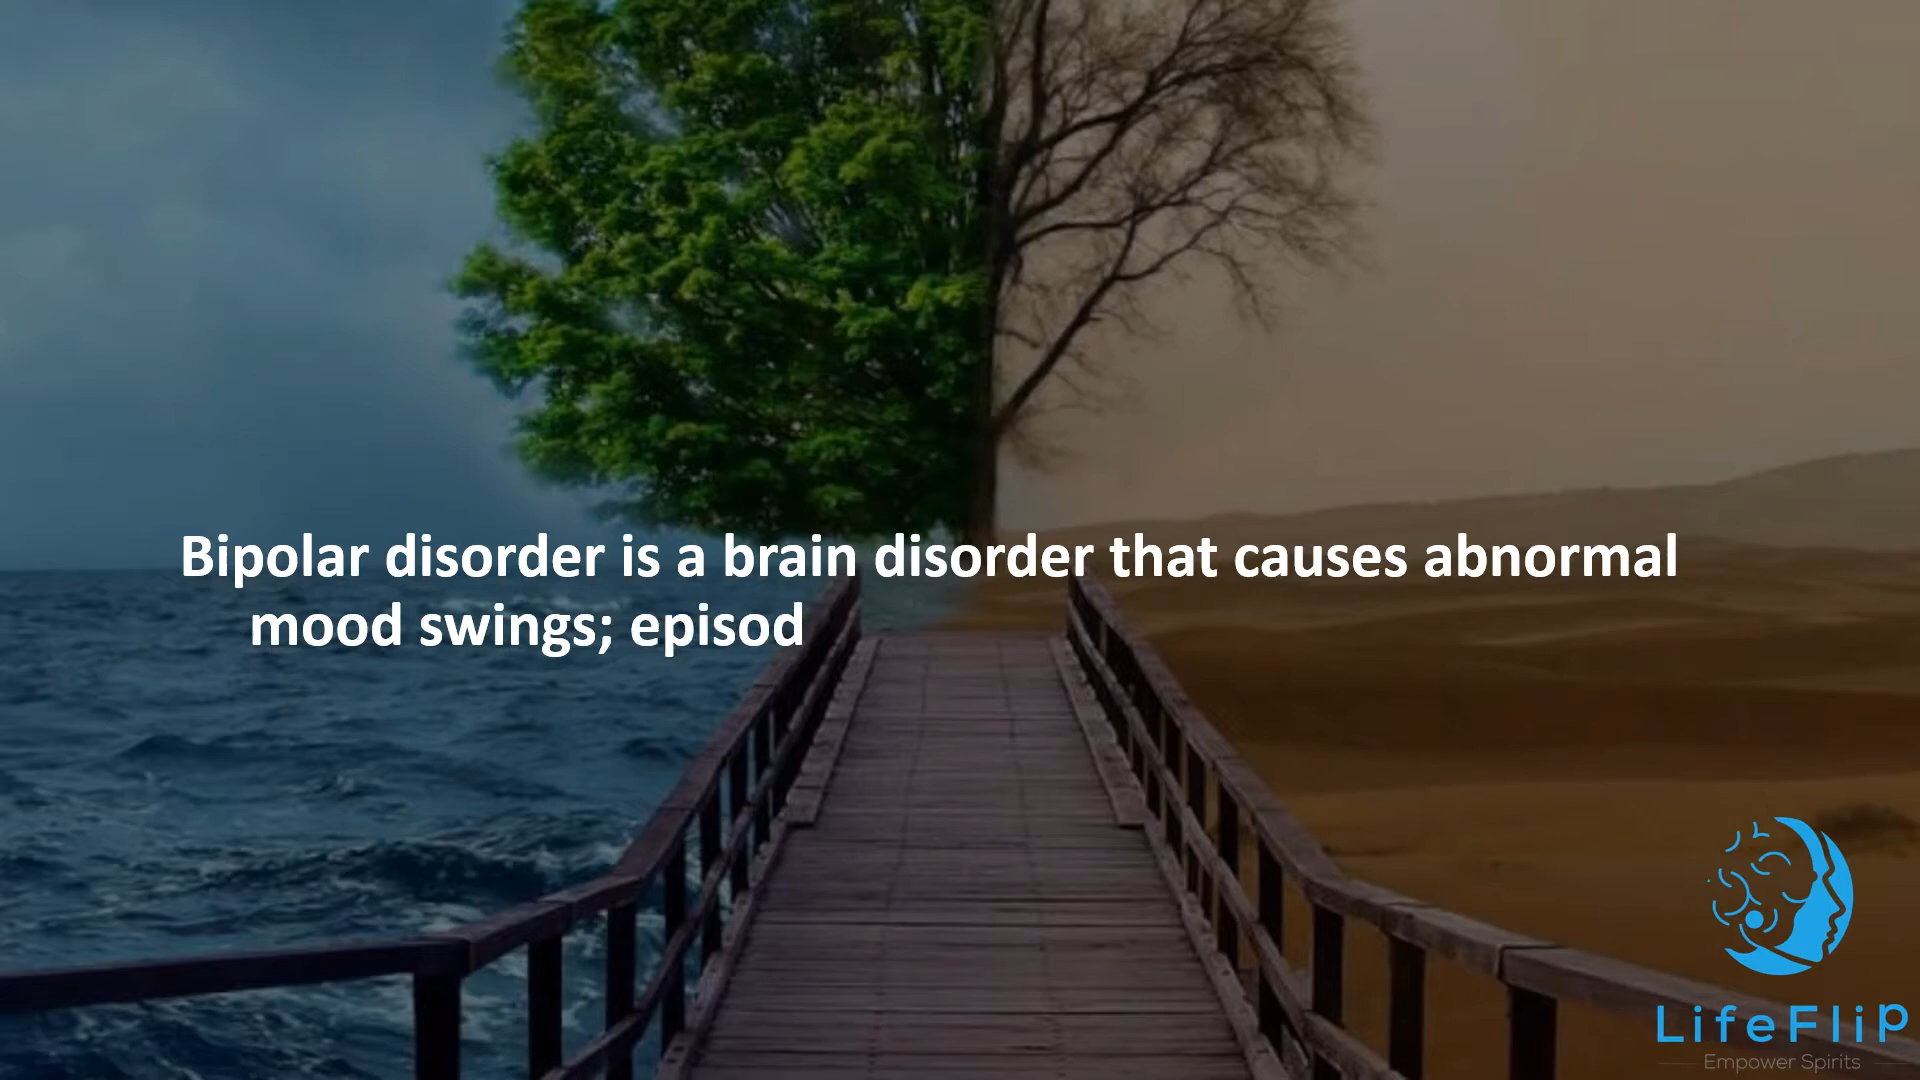 Bipolar disorder is a brain disorder that causes abnormal
mood swings; episod
LifeFlip
Empower Spirits